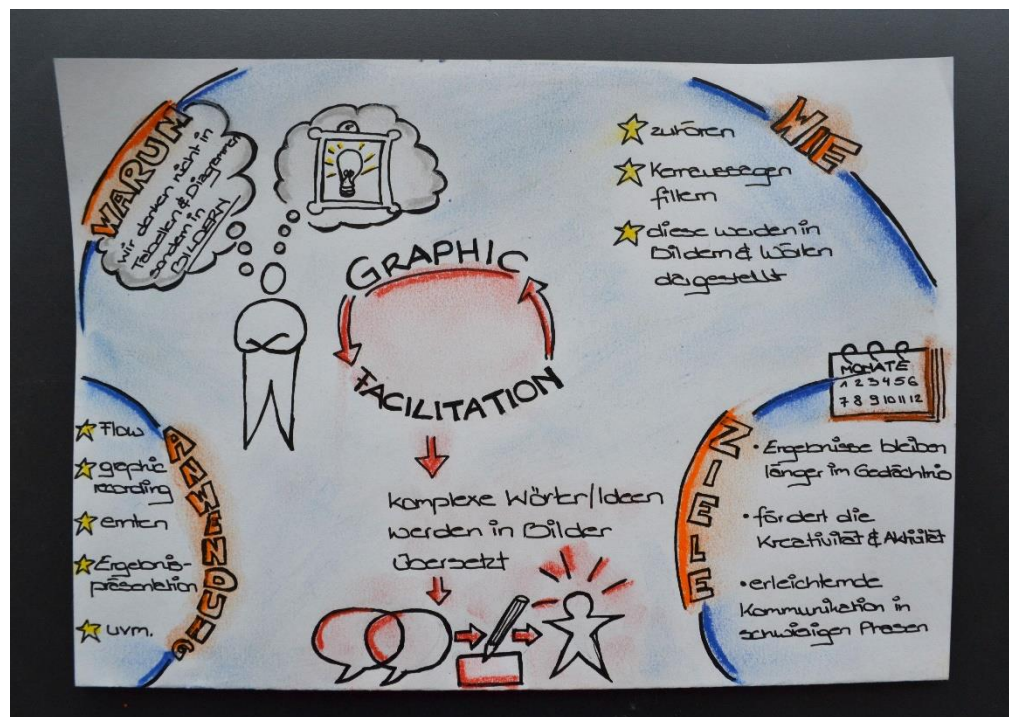 WARUM
Wir denken nicht in
Tabellen & Diagrammen
sondern in
BILDERN
WIE
zuhören
Kernaussagen
filtern
diese werden in
Bildern & Wörten
dargestellt
GRAPHIC
FACILITATION
komplexe Wörter/Ideen
werden in Bilder
übersetzt
ANWENDUNG
Flow
graphic
recording
ernten
Ergebnis-
präsentation
uvm.
MONATE
1 2 3 4 5 6
7 8 9 10 11 12
ZIELE
• Ergebnisse bleiben
länger im Gedächtnis
• fördert die
Kreativität & Aktivität
• erleichternde
Kommunikation in
schwierigen Phasen